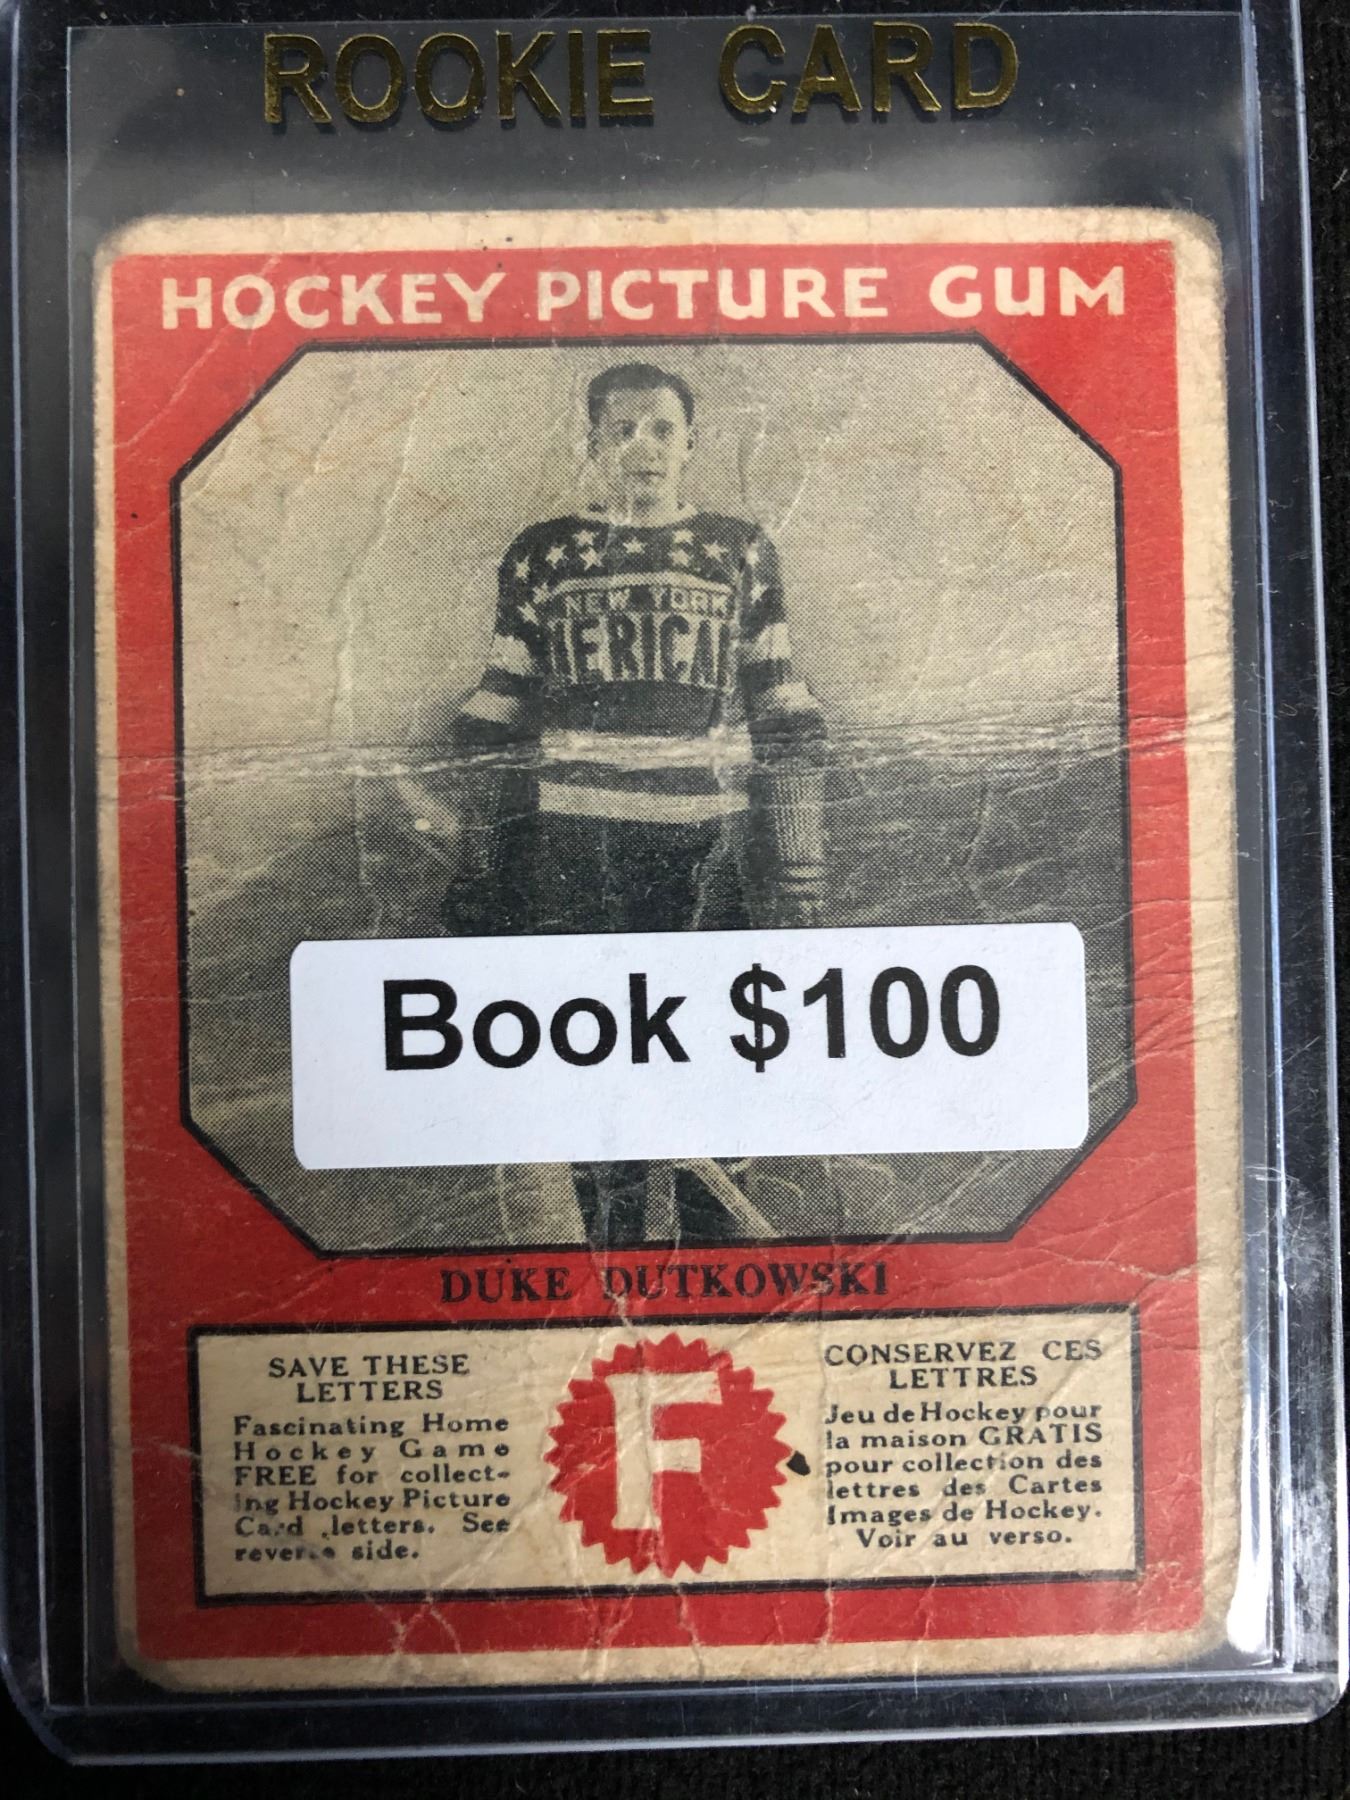 ROOKIE CARD
HOCKEY PICTURE GUM
NEW YORK
MERICAN
Book $100
DUKE DUTKOWSKI
SAVE THESE
LETTERS
Fascinating Home
Hockey Game
FREE for collect-
ing Hockey Picture
Card letters. See
reverse side.
F
CONSERVEZ CES
LETTRES
Jeu de Hockey pour
la maison GRATIS
pour collection des
lettres des Cartes
Images de Hockey.
Voir au verso.